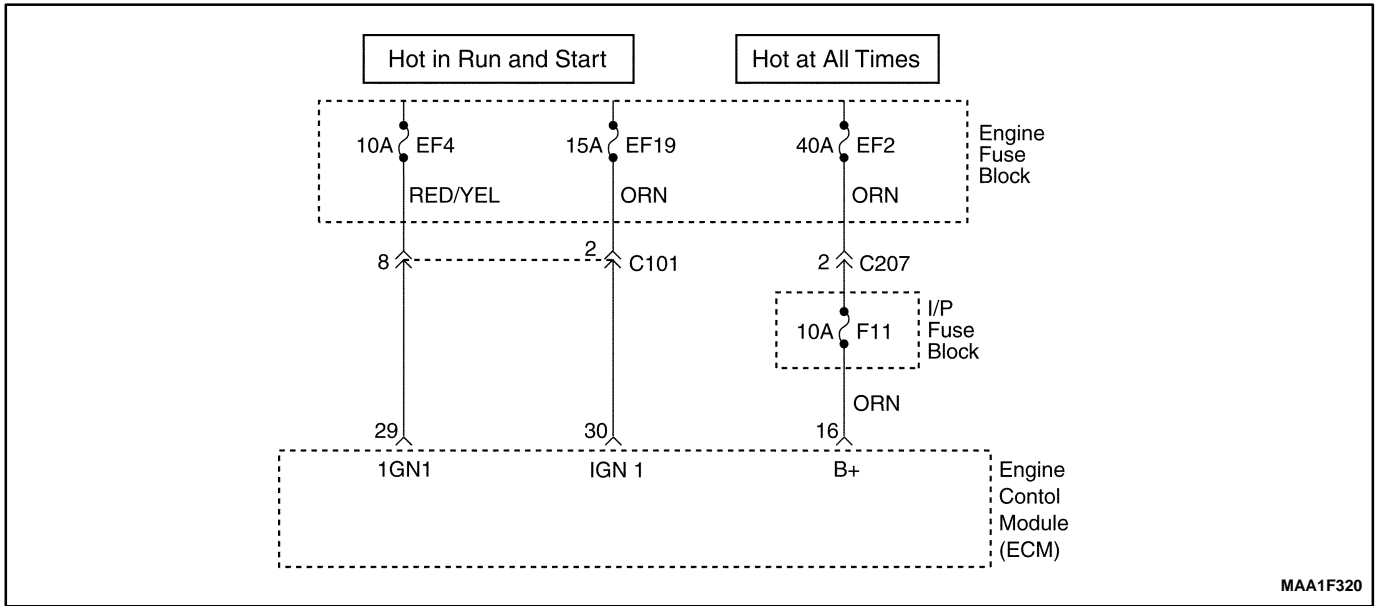 Hot in Run and Start
Hot at All Times
10A EF4
15A EF19
40A EF2
Engine
Fuse
Block
RED/YEL
ORN
ORN
8
2
C101
2
C207
10A F11
I/P
Fuse
Block
ORN
29
30
16
1GN1
IGN 1
B+
Engine
Contol
Module
(ECM)
MAA1F320